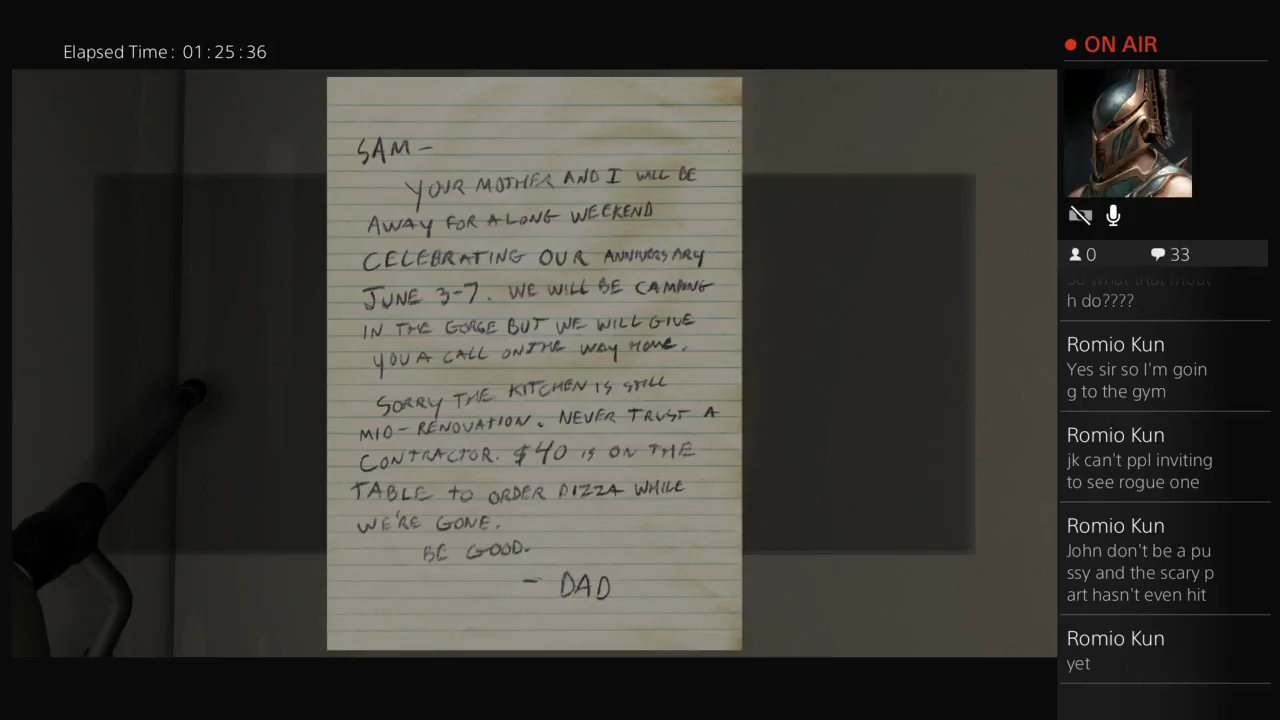 Elapsed Time: 01:25:36
SAM-
YOUR MOTHER AND I WILL BE
AWAY FOR A LONG WEEKEND
CELEBRATING OUR ANNIVERSARY
JUNE 3-7. WE WILL BE CAMPING
IN THE GORGE BUT WE WILL GIVE
YOU A CALL ON THE WAY HOME.
SORRY THE KITCHEN IS STILL
MID-RENOVATION. NEVER TRUST A
CONTRACTOR. $40 IS ON THE
TABLE TO ORDER PIZZA WHILE
WE'RE GONE.
BE GOOD.
- DAD
ON AIR
0 33
So what that mout
h do????
Romio Kun
Yes sir so I'm goin
g to the gym
Romio Kun
jk can't ppl inviting
to see rogue one
Romio Kun
John don't be a pu
ssy and the scary p
art hasn't even hit
Romio Kun
yet